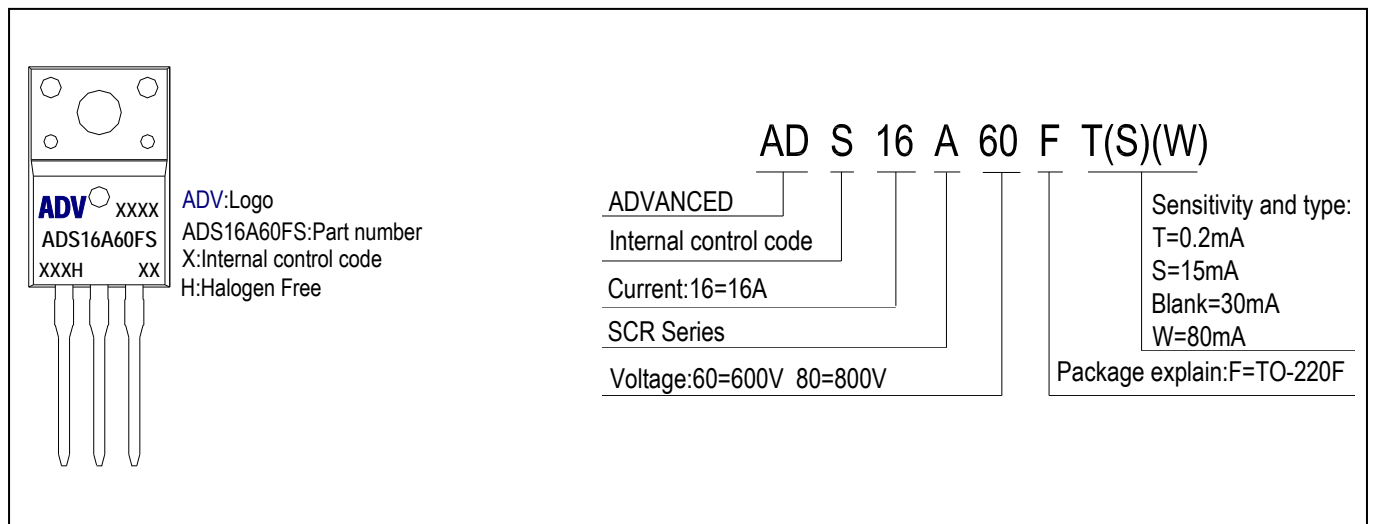 ADV XXXX
ADS16A60FS
XXXH XX
ADV:Logo
ADS16A60FS:Part number
X:Internal control code
H:Halogen Free
AD S 16 A 60 F T(S)(W)
ADVANCED
Internal control code
Current:16=16A
SCR Series
Voltage:60=600V 80=800V
Sensitivity and type:
T=0.2mA
S=15mA
Blank=30mA
W=80mA
Package explain:F=TO-220F